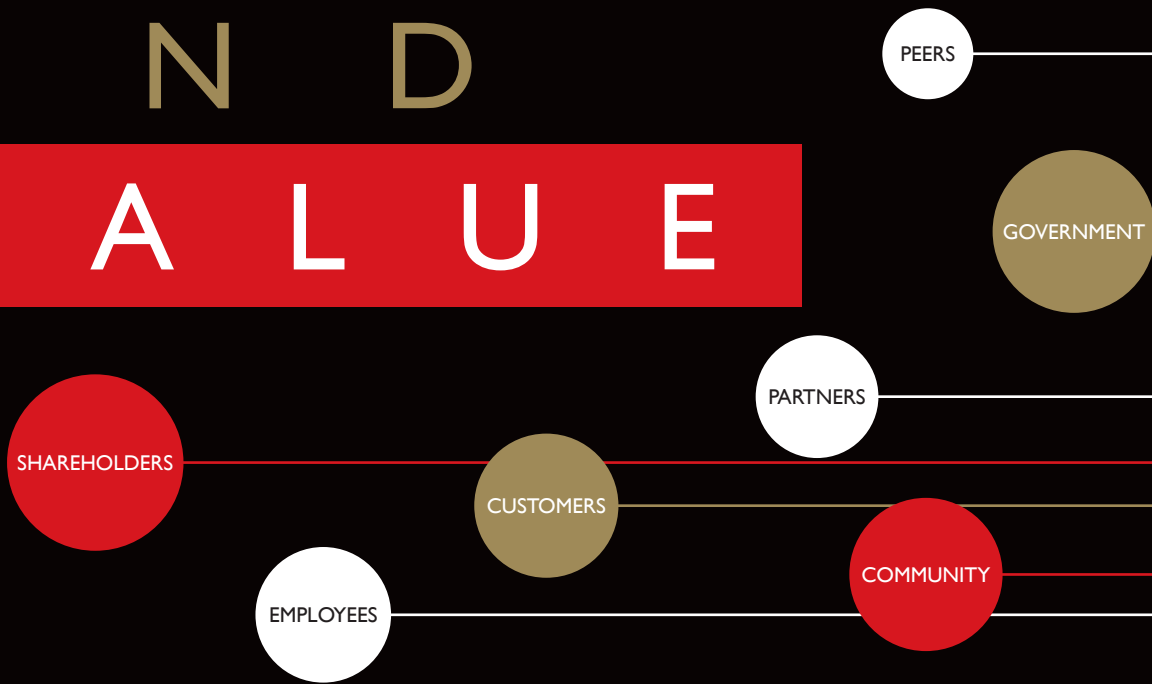 N D
A L U E
PEERS
GOVERNMENT
PARTNERS
SHAREHOLDERS
CUSTOMERS
COMMUNITY
EMPLOYEES